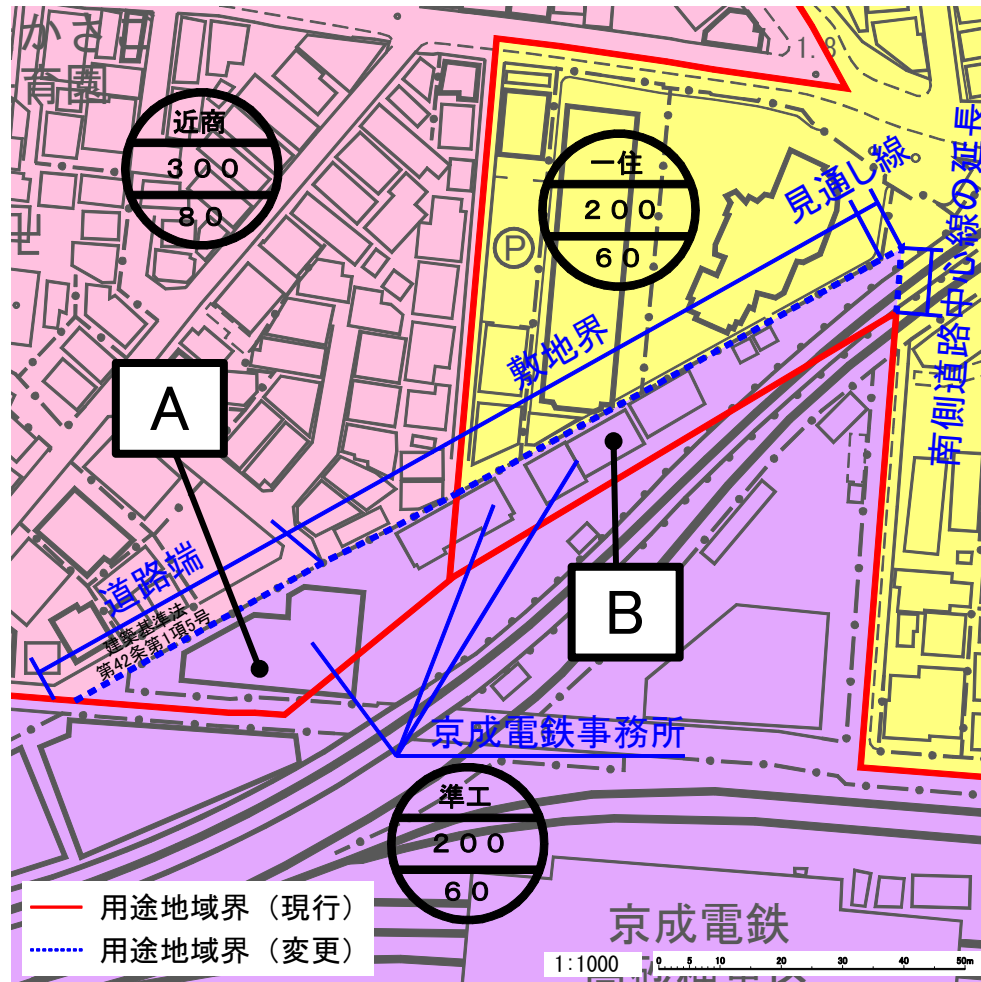 育園
1.8
近商
300
80
一住
200
60
P
見通し線
南側道路中心線の延長
敷地界
A
道路端
建築基準法
第42条第1項5号
B
京成電鉄事務所
準工
200
60
用途地域界（現行）
用途地域界（変更）
京成電鉄
1:1000
0 5 10 20 30 40 50m